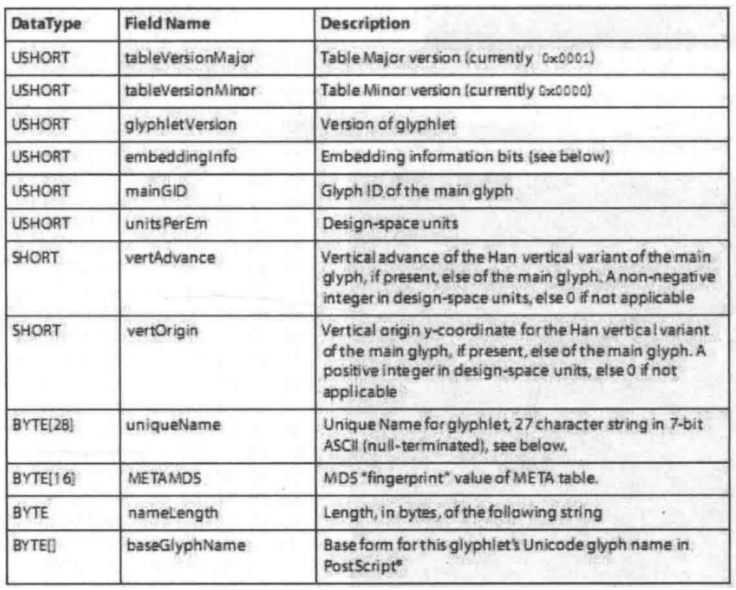 DataType Field Name Description
USHORT tableVersionMajor Table Major version (currently 0x0001)
USHORT tableVersionMinor Table Minor version (currently 0x0000)
USHORT glyphletVersion Version of glyphlet
USHORT embeddingInfo Embedding information bits (see below)
USHORT mainGID Glyph ID of the main glyph
USHORT unitsPerEm Design-space units
SHORT vertAdvance Vertical advance of the Han vertical variant of the main
glyph, if present, else of the main glyph. A non-negative
integer in design-space units, else 0 if not applicable
SHORT vertOrigin Vertical origin y-coordinate for the Han vertical variant
of the main glyph, if present, else of the main glyph. A
positive integer in design-space units, else 0 if not
applicable
BYTE[28] uniqueName Unique Name for glyphlet, 27 character string in 7-bit
ASCII (null-terminated), see below.
BYTE[16] METAMD5 MD5 "fingerprint" value of META table.
BYTE nameLength Length, in bytes, of the following string
BYTE[] baseGlyphName Base form for this glyphlet's Unicode glyph name in
PostScript®